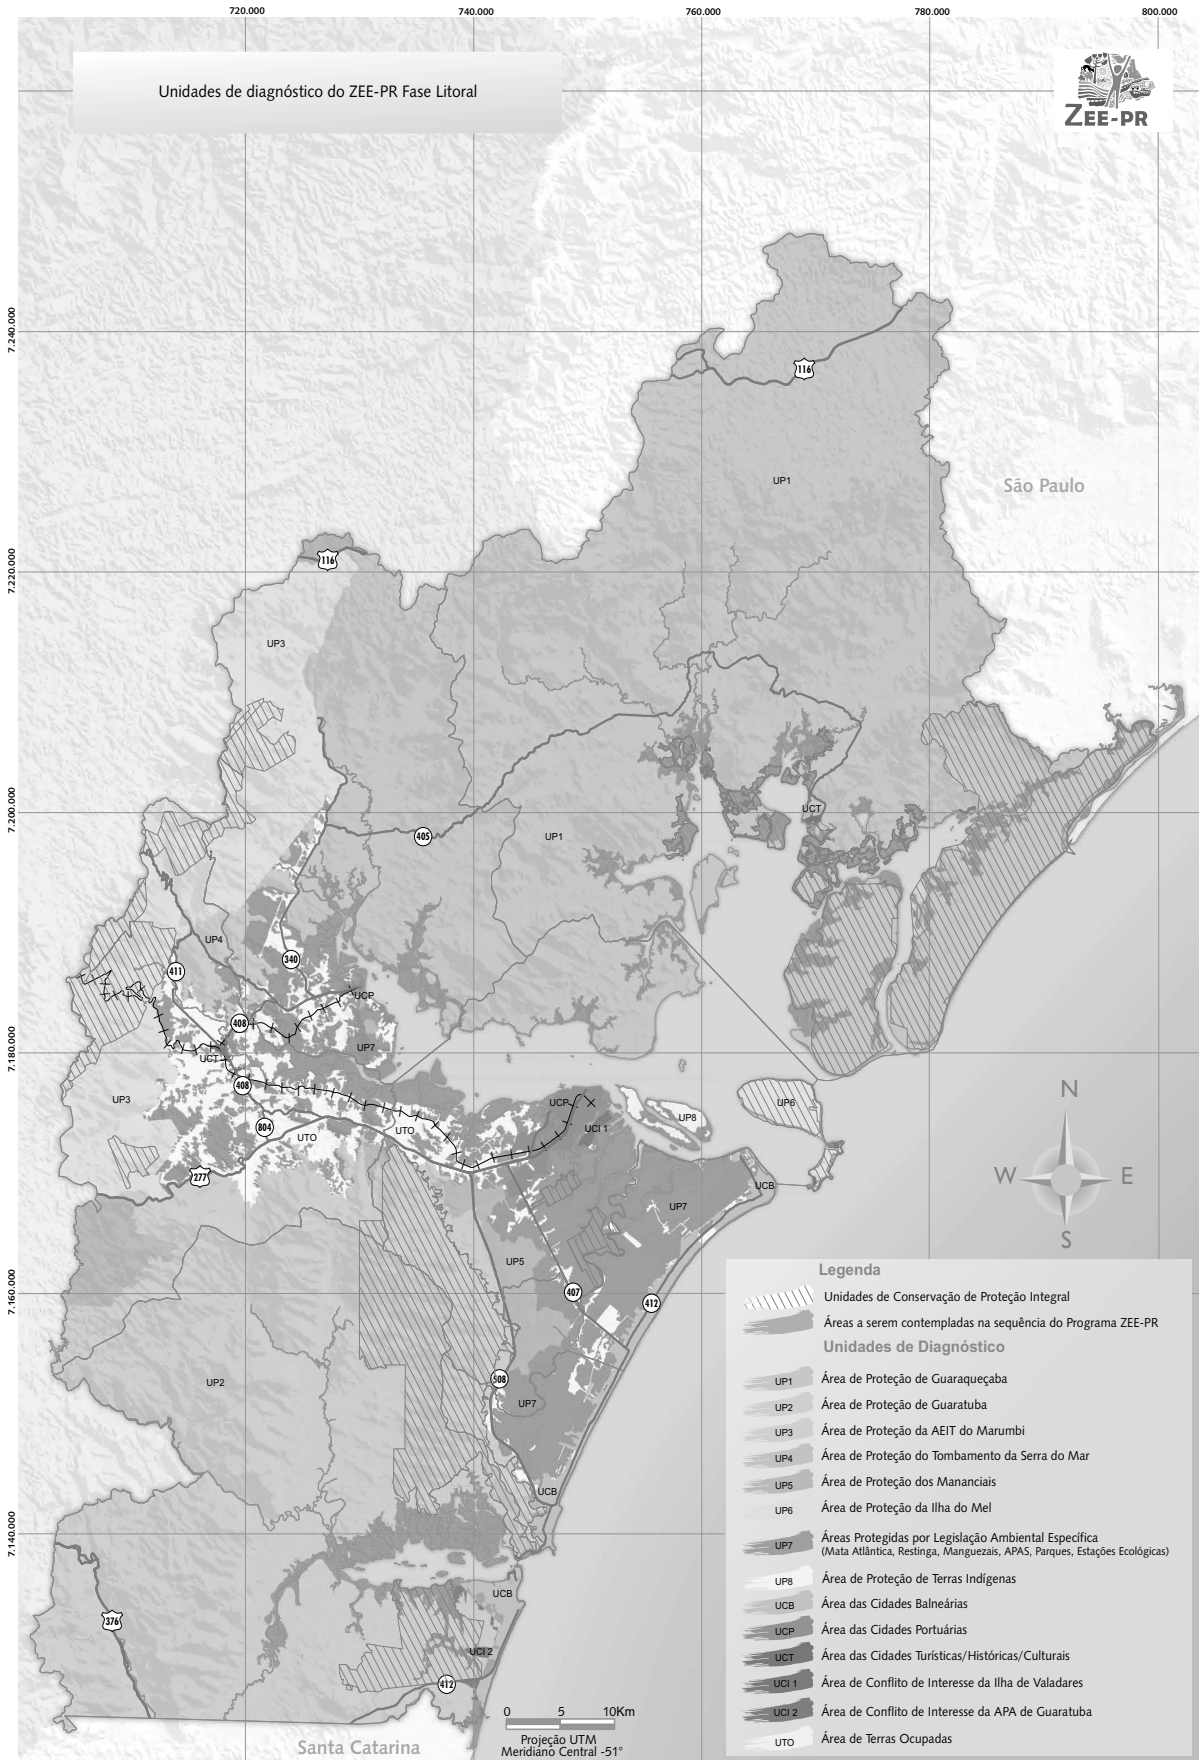 720.000
740.000
760.000
780.000
800.000
Unidades de diagnóstico do ZEE-PR Fase Litoral
ZEE-PR
7.240.000
116
UP1
São Paulo
7.220.000
116
UP3
7.200.000
405
UP1
UCT
UP4
340
411
UCP
408
UP7
7.180.000
UCT
408
UP3
UCP
UP6
UP8
UCI 1
804
UTO
UTO
277
UCB
UP7
N
W
E
S
UP5
7.160.000
407
412
UP2
508
UP7
UCB
7.140.000
UCB
376
UCI 2
412
0 5 10Km
Projeção UTM
Meridiano Central -51°
Santa Catarina
Legenda
Unidades de Conservação de Proteção Integral
Áreas a serem contempladas na sequência do Programa ZEE-PR
Unidades de Diagnóstico
UP1 Área de Proteção de Guaraqueçaba
UP2 Área de Proteção de Guaratuba
UP3 Área de Proteção da AEIT do Marumbi
UP4 Área de Proteção do Tombamento da Serra do Mar
UP5 Área de Proteção dos Mananciais
UP6 Área de Proteção da Ilha do Mel
UP7 Áreas Protegidas por Legislação Ambiental Específica
(Mata Atlântica, Restinga, Manguezais, APAS, Parques, Estações Ecológicas)
UP8 Área de Proteção de Terras Indígenas
UCB Área das Cidades Balneárias
UCP Área das Cidades Portuárias
UCT Área das Cidades Turísticas/Históricas/Culturais
UCI 1 Área de Conflito de Interesse da Ilha de Valadares
UCI 2 Área de Conflito de Interesse da APA de Guaratuba
UTO Área de Terras Ocupadas